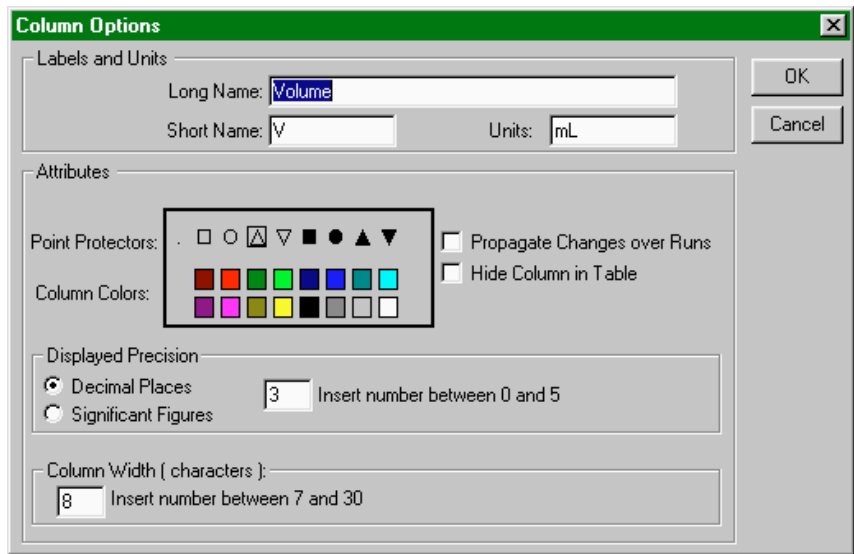 Column Options
Labels and Units
OK
Long Name: Volume
Short Name: V Units: mL
Cancel
Attributes
Point Protectors:
Propagate Changes over Runs
Hide Column in Table
Column Colors:
Displayed Precision
Decimal Places
3 Insert number between 0 and 5
Significant Figures
Column Width ( characters ):
8 Insert number between 7 and 30